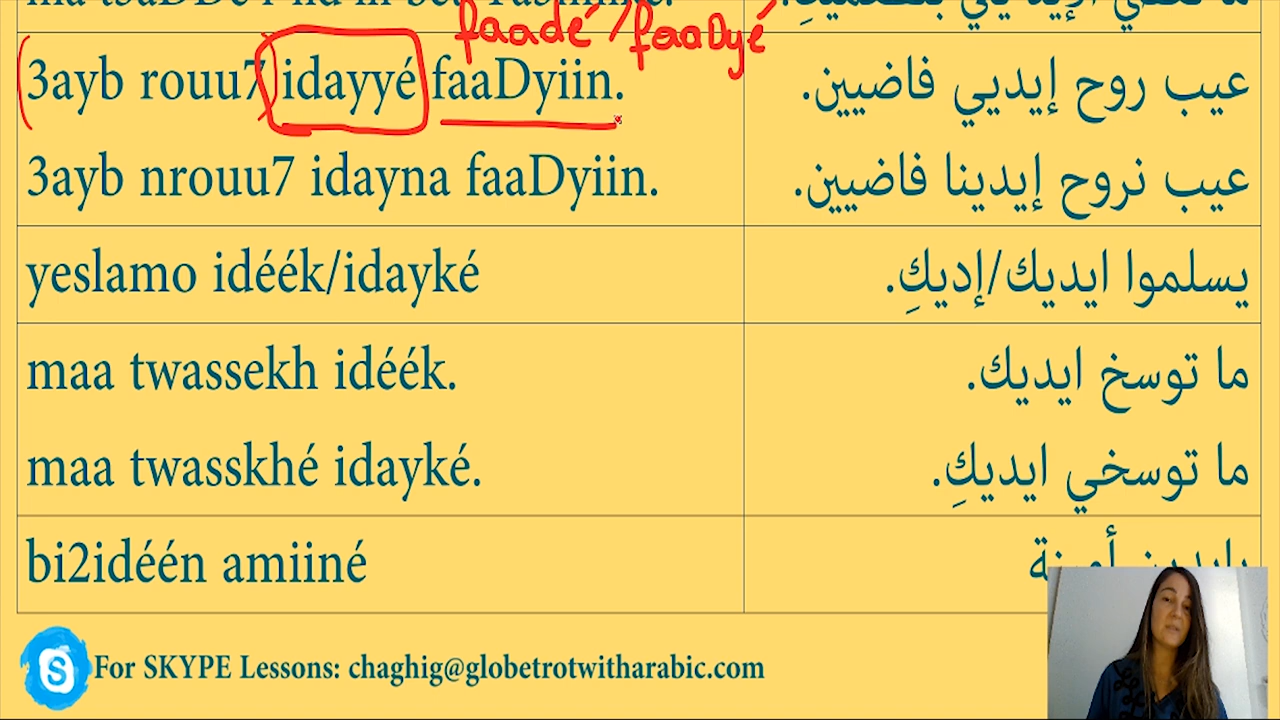 faadé / faaDyé
3ayb rouu7 idayyé faaDyiin.
عيب روح إيديي فاضيين.
3ayb nrouu7 idayna faaDyiin.
عيب نروح إيدينا فاضيين.
yeslamo idéék/idayké
يسلموا ايديك/إديكِ.
maa twassekh idéék.
ما توسخ ايديك.
maa twasskhé idayké.
ما توسخي ايديكِ.
bi2idéén amiiné
For SKYPE Lessons: chaghig@globetrotwitharabic.com